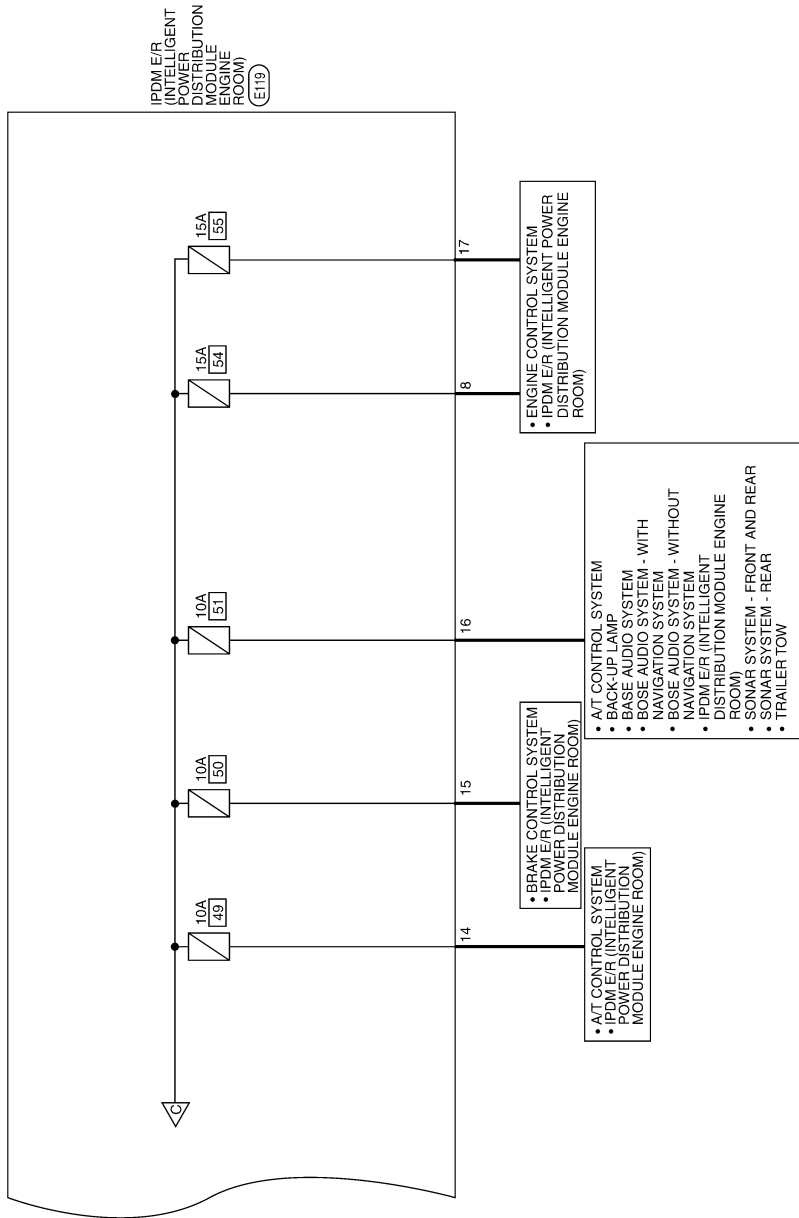 IPDM E/R
(INTELLIGENT
POWER
DISTRIBUTION
MODULE
ENGINE
ROOM)
E119
C
10A
49
10A
50
10A
51
15A
54
15A
55
14
15
16
8
17
• A/T CONTROL SYSTEM
• IPDM E/R (INTELLIGENT
POWER DISTRIBUTION
MODULE ENGINE ROOM)
• BRAKE CONTROL SYSTEM
• IPDM E/R (INTELLIGENT
POWER DISTRIBUTION
MODULE ENGINE ROOM)
• A/T CONTROL SYSTEM
• BACK-UP LAMP
• BASE AUDIO SYSTEM
• BOSE AUDIO SYSTEM - WITH
NAVIGATION SYSTEM
• BOSE AUDIO SYSTEM - WITHOUT
NAVIGATION SYSTEM
• IPDM E/R (INTELLIGENT
DISTRIBUTION MODULE ENGINE
ROOM)
• SONAR SYSTEM - FRONT AND REAR
• SONAR SYSTEM - REAR
• TRAILER TOW
• ENGINE CONTROL SYSTEM
• IPDM E/R (INTELLIGENT POWER
DISTRIBUTION MODULE ENGINE
ROOM)